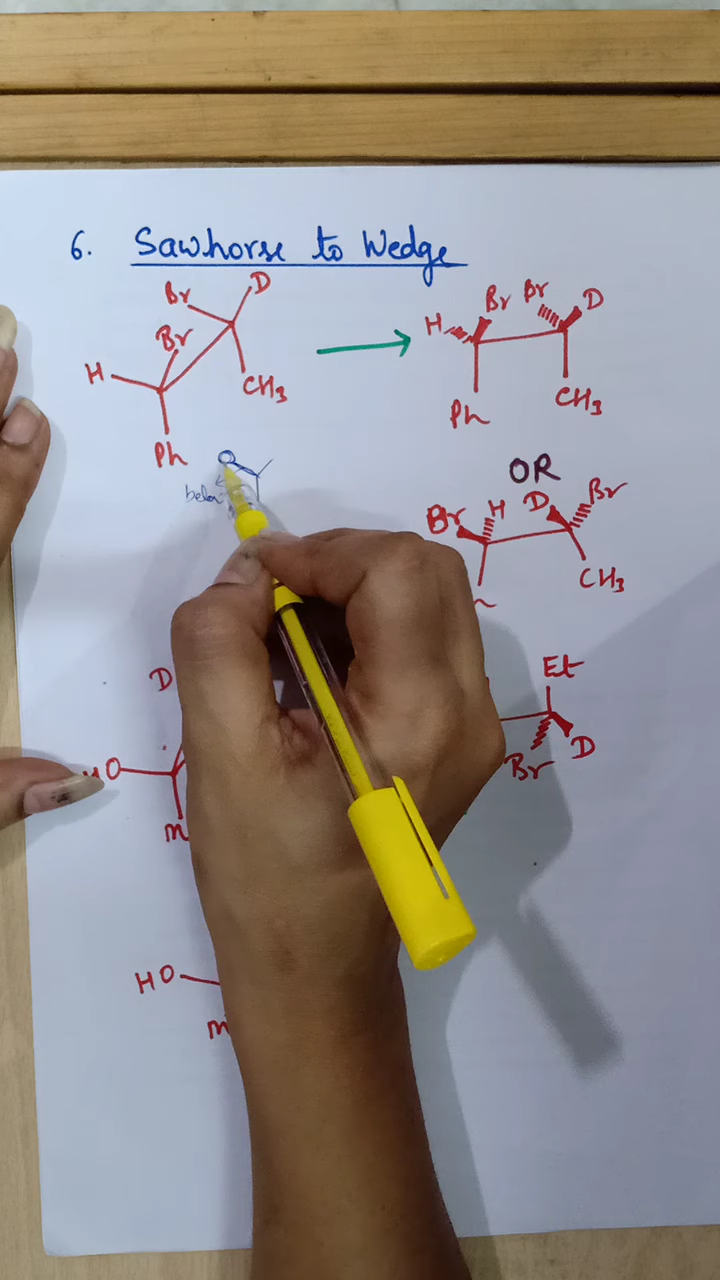 6. Sawhorse to Wedge
Br D
Br
H
CH3
Ph
H Br Br D
Ph CH3
OR
Br H D Br
CH3
D
HO
Et
Br D
HO